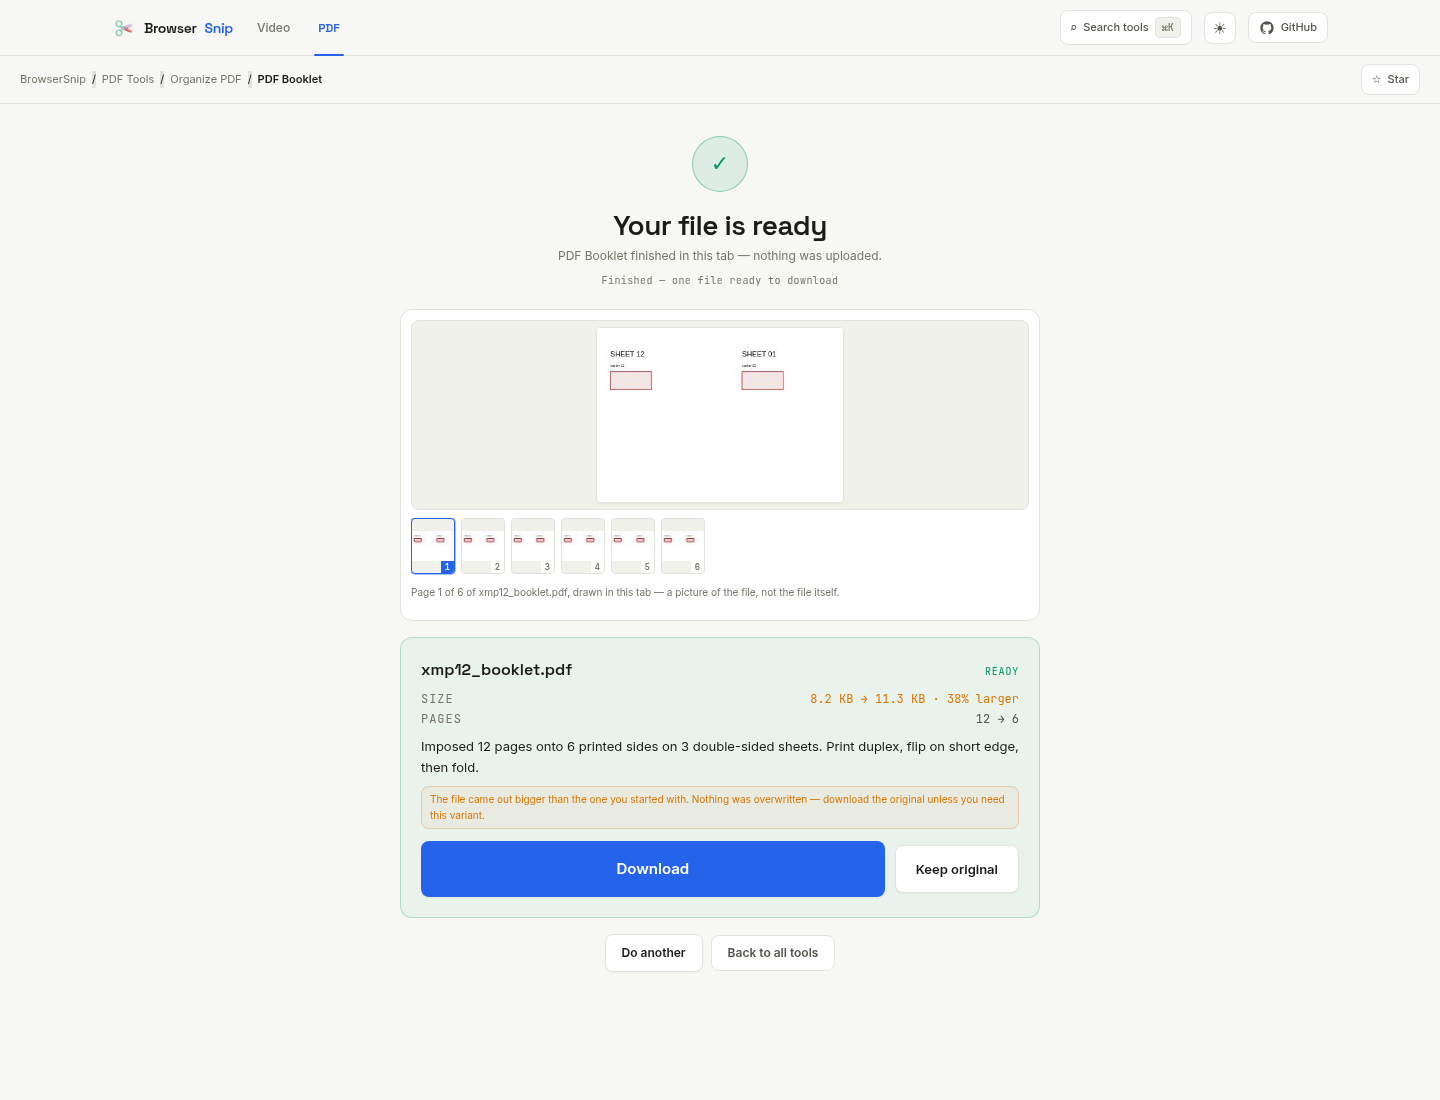 Browser Snip Video PDF Search tools ⌘K GitHub
BrowserSnip / PDF Tools / Organize PDF / PDF Booklet ☆ Star
✓
Your file is ready
PDF Booklet finished in this tab — nothing was uploaded.
Finished — one file ready to download
SHEET 12 SHEET 01
1 2 3 4 5 6
Page 1 of 6 of xmp12_booklet.pdf, drawn in this tab — a picture of the file, not the file itself.
xmp12_booklet.pdf READY
SIZE 8.2 KB → 11.3 KB · 38% larger
PAGES 12 → 6
Imposed 12 pages onto 6 printed sides on 3 double-sided sheets. Print duplex, flip on short edge,
then fold.
The file came out bigger than the one you started with. Nothing was overwritten — download the original unless you need
this variant.
Download Keep original
Do another Back to all tools